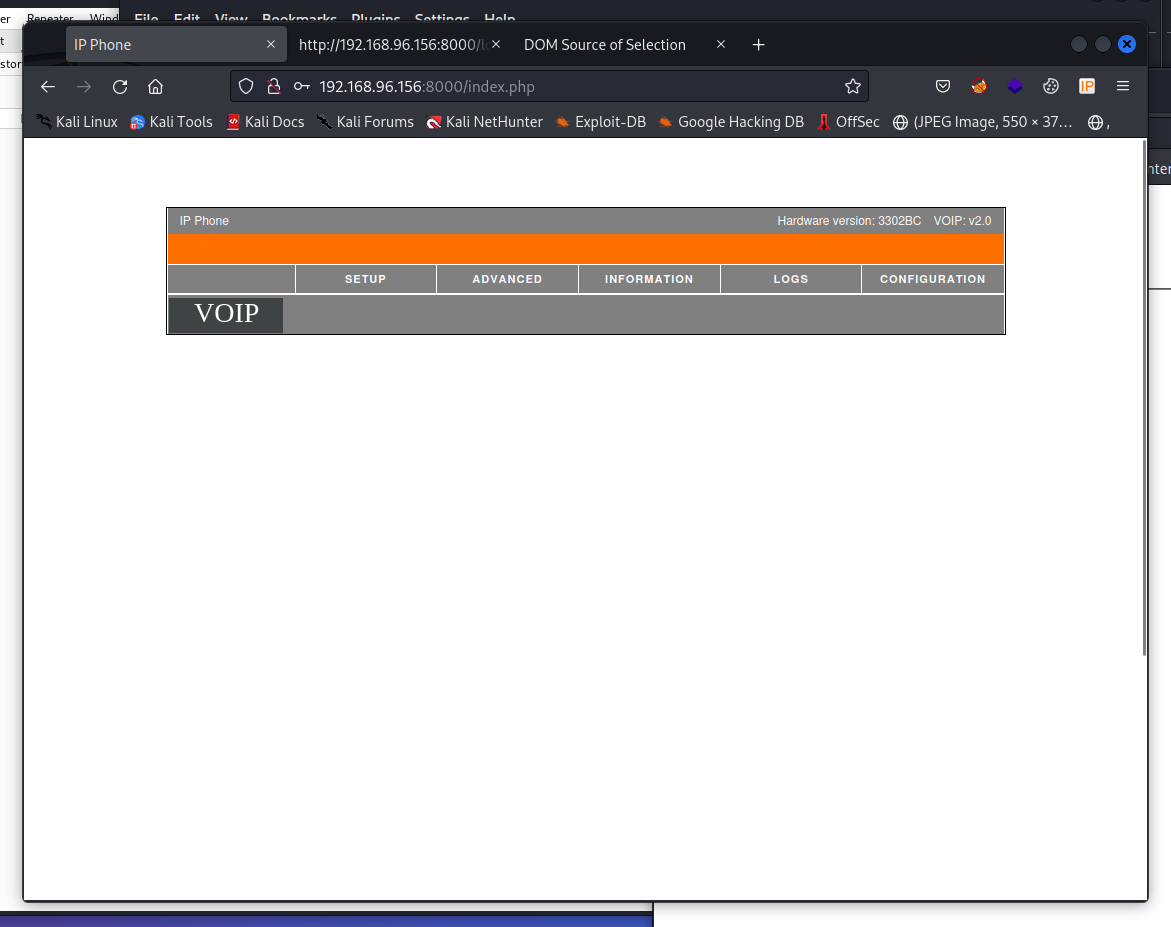 er Repeater Wind File Edit View Bookmarks Plugins Settings Help
t IP Phone http://192.168.96.156:8000/l DOM Source of Selection
stor
192.168.96.156:8000/index.php
Kali Linux Kali Tools Kali Docs Kali Forums Kali NetHunter Exploit-DB Google Hacking DB OffSec (JPEG Image, 550 × 37… ,
nter
IP Phone Hardware version: 3302BC VOIP: v2.0
SETUP ADVANCED INFORMATION LOGS CONFIGURATION
VOIP